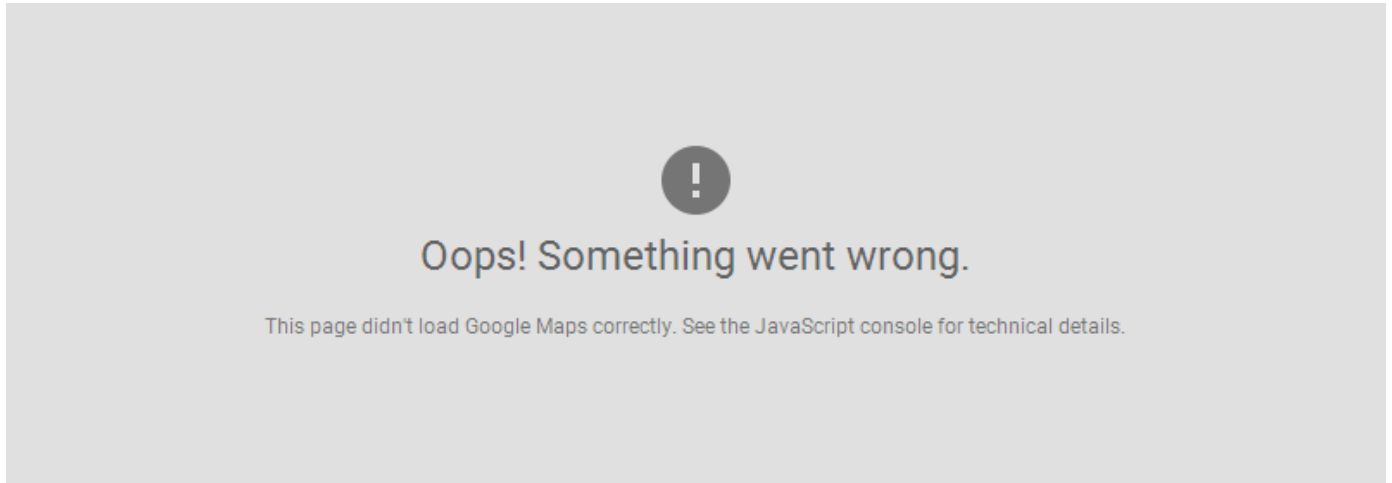 Oops! Something went wrong.
This page didn't load Google Maps correctly. See the JavaScript console for technical details.